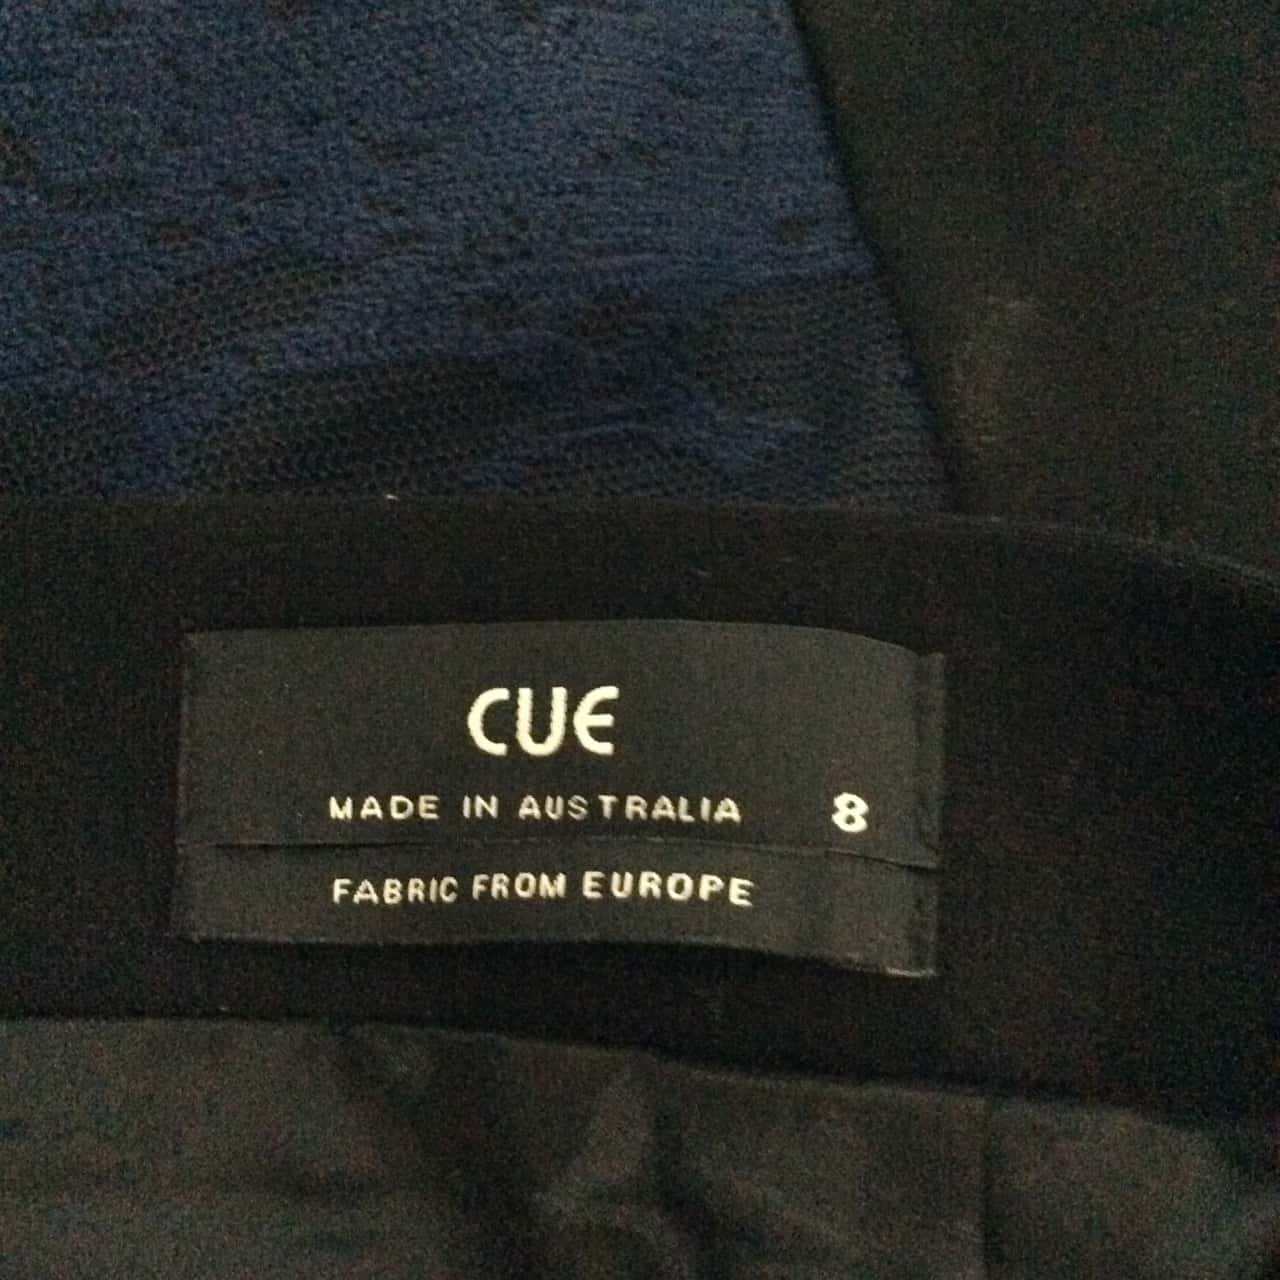 CUE
MADE IN AUSTRALIA 8
FABRIC FROM EUROPE